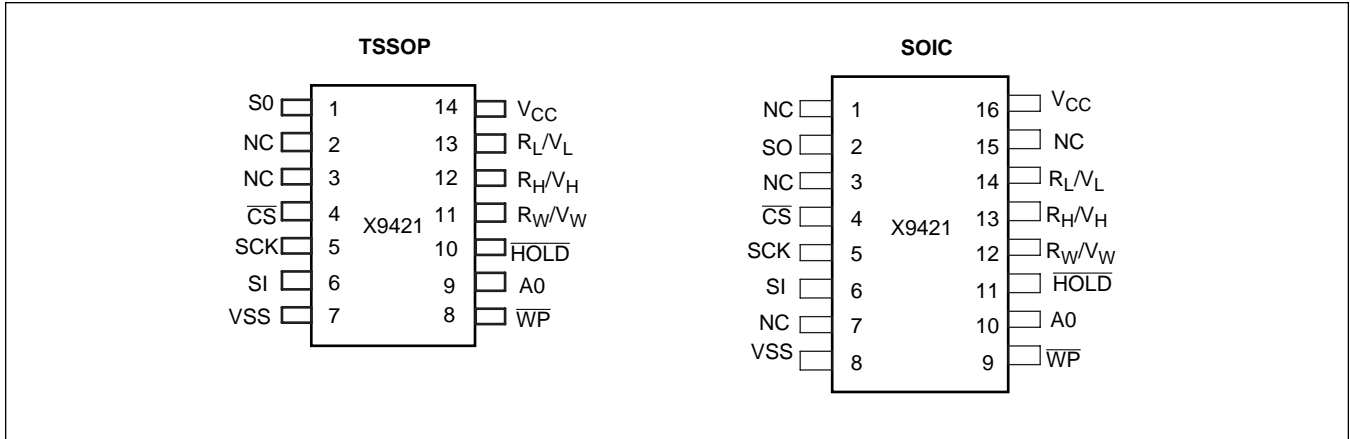 TSSOP
S0 1 14 VCC
NC 2 13 RL/VL
NC 3 12 RH/VH
CS 4 11 RW/VW
X9421
SCK 5 10 HOLD
SI 6 9 A0
VSS 7 8 WP
SOIC
NC 1 16 VCC
SO 2 15 NC
NC 3 14 RL/VL
CS 4 13 RH/VH
X9421
SCK 5 12 RW/VW
SI 6 11 HOLD
NC 7 10 A0
VSS 8 9 WP